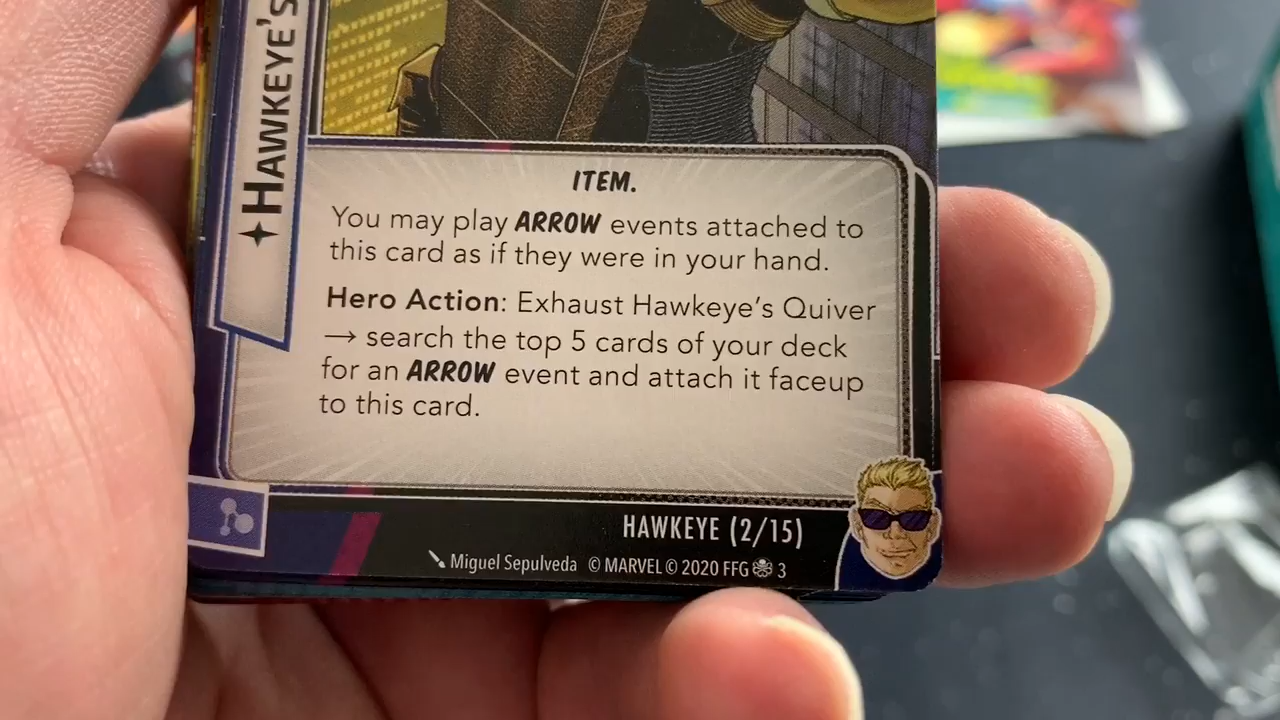 HAWKEYE'S
ITEM.
You may play ARROW events attached to
this card as if they were in your hand.
Hero Action: Exhaust Hawkeye's Quiver
→ search the top 5 cards of your deck
for an ARROW event and attach it faceup
to this card.
HAWKEYE (2/15)
Miguel Sepulveda © MARVEL © 2020 FFG 3